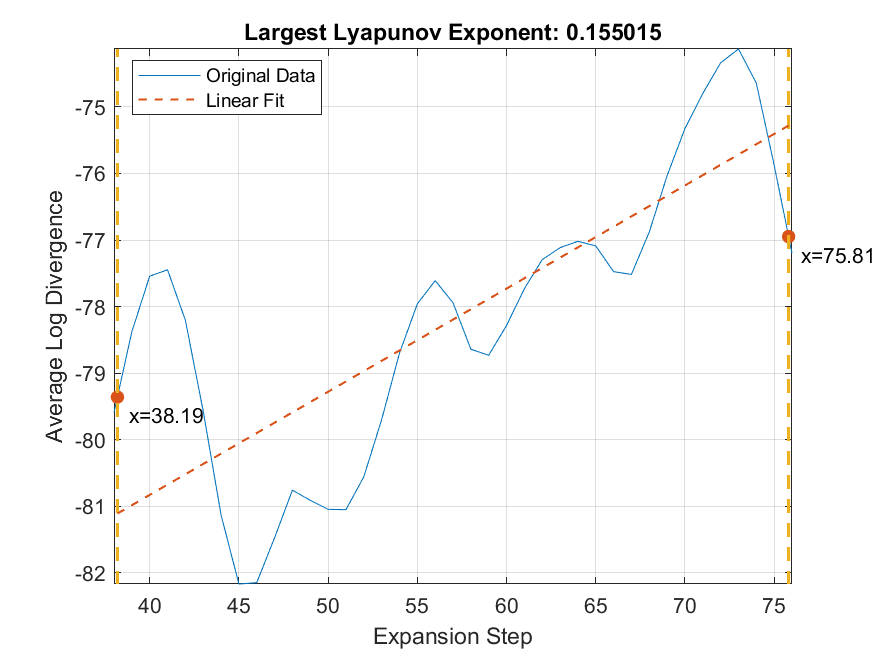 Largest Lyapunov Exponent: 0.155015
Original Data
Linear Fit
-75
-76
-77
-78
-79
-80
-81
-82
Average Log Divergence
x=38.19
x=75.81
40 45 50 55 60 65 70 75
Expansion Step